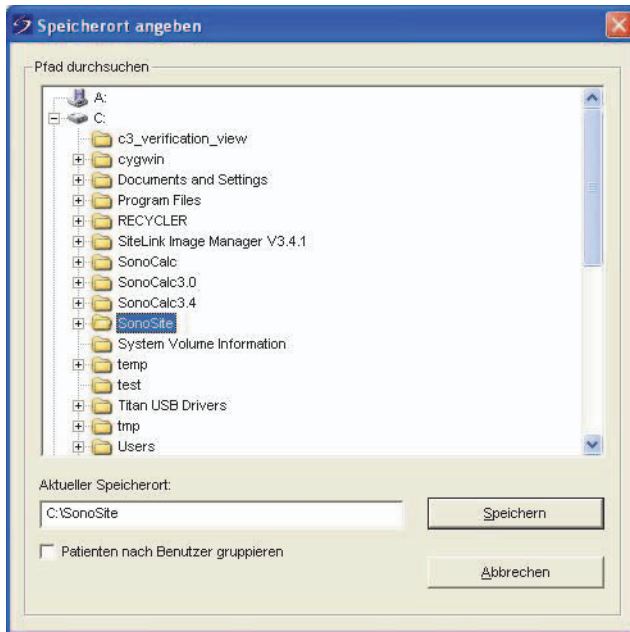 Speicherort angeben
Pfad durchsuchen
A:
C:
c3_verification_view
cygwin
Documents and Settings
Program Files
RECYCLER
SiteLink Image Manager V3.4.1
SonoCalc
SonoCalc3.0
SonoCalc3.4
SonoSite
System Volume Information
temp
test
Titan USB Drivers
tmp
Users
Aktueller Speicherort:
C:\SonoSite
Speichern
Patienten nach Benutzer gruppieren
Abbrechen